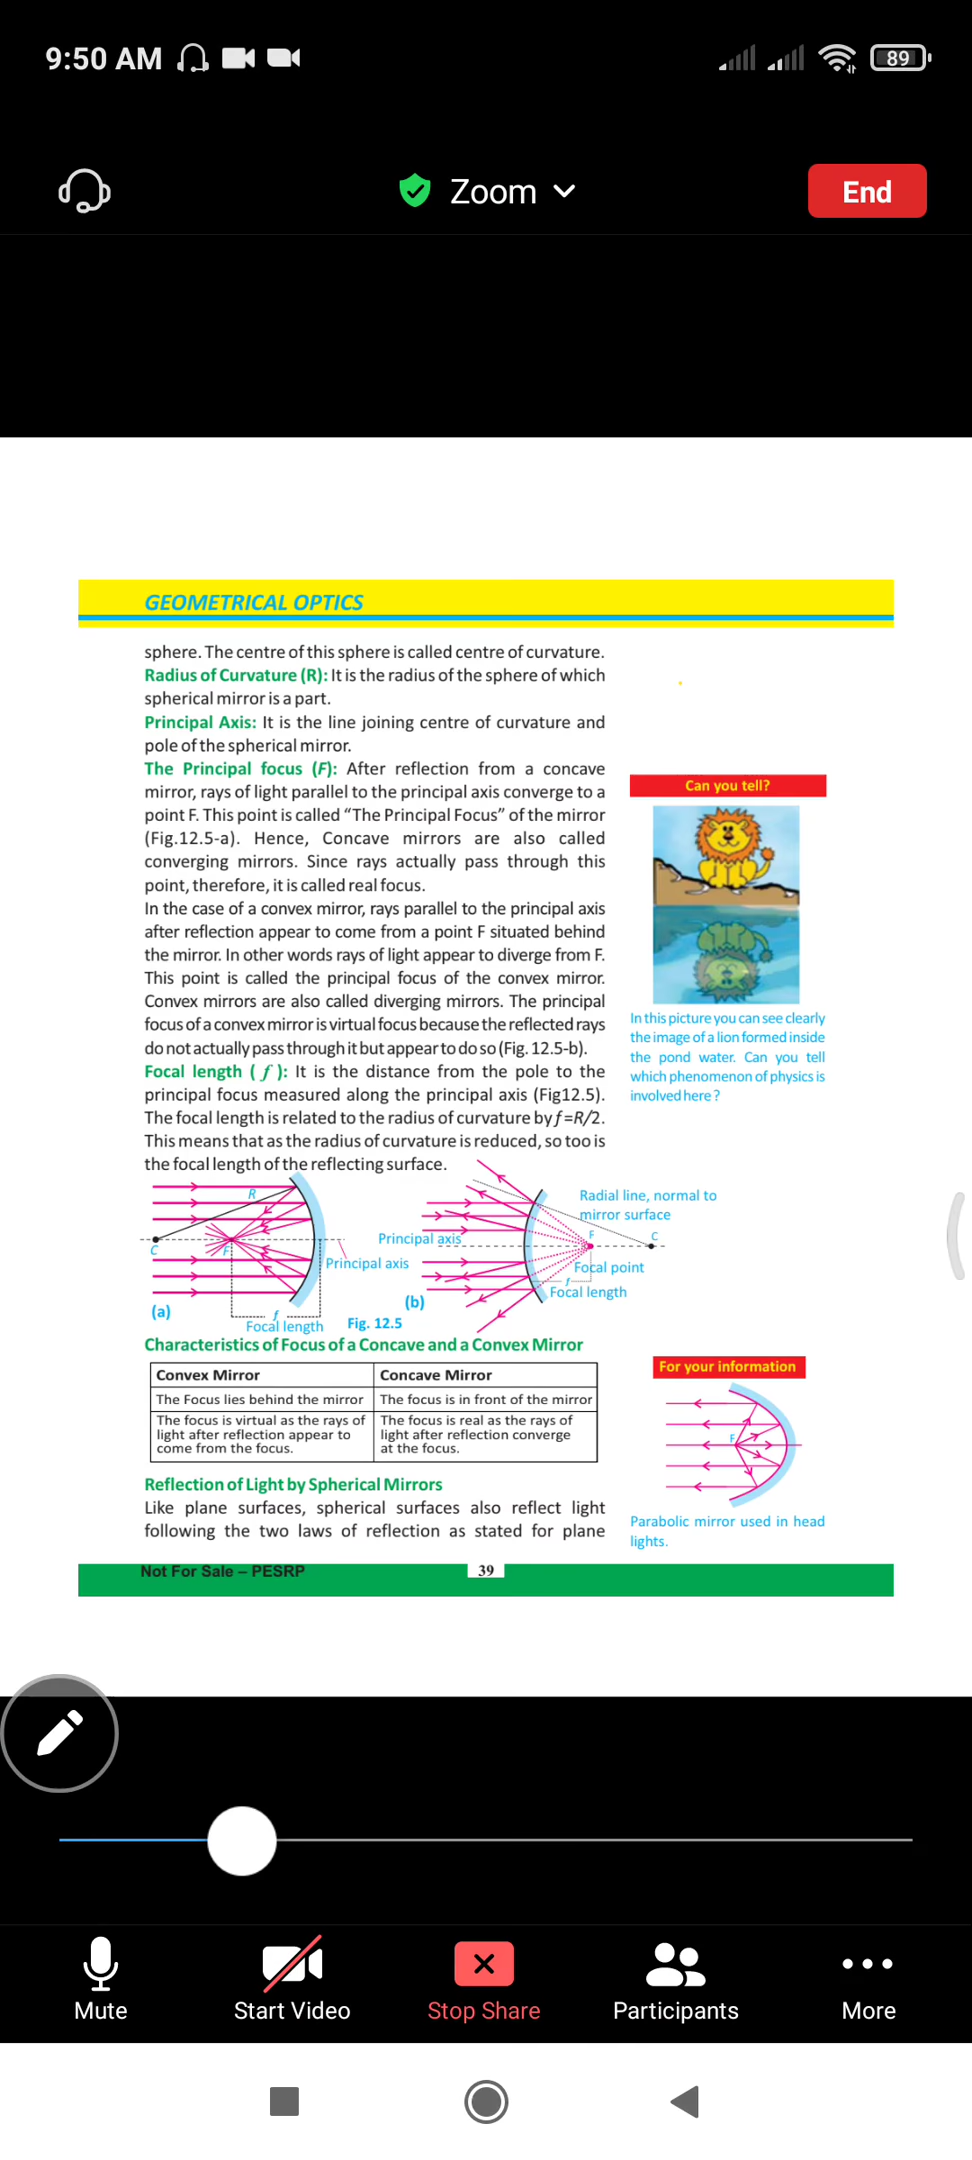 9:50 AM
89
Zoom
End
GEOMETRICAL OPTICS
sphere. The centre of this sphere is called centre of curvature.
Radius of Curvature (R): It is the radius of the sphere of which
spherical mirror is a part.
Principal Axis: It is the line joining centre of curvature and
pole of the spherical mirror.
The Principal focus (F): After reflection from a concave
mirror, rays of light parallel to the principal axis converge to a
point F. This point is called “The Principal Focus” of the mirror
(Fig.12.5-a). Hence, Concave mirrors are also called
converging mirrors. Since rays actually pass through this
point, therefore, it is called real focus.
In the case of a convex mirror, rays parallel to the principal axis
after reflection appear to come from a point F situated behind
the mirror. In other words rays of light appear to diverge from F.
This point is called the principal focus of the convex mirror.
Convex mirrors are also called diverging mirrors. The principal
focus of a convex mirror is virtual focus because the reflected rays
do not actually pass through it but appear to do so (Fig. 12.5-b).
Focal length ( f ): It is the distance from the pole to the
principal focus measured along the principal axis (Fig12.5).
The focal length is related to the radius of curvature by f=R/2.
This means that as the radius of curvature is reduced, so too is
the focal length of the reflecting surface.
Can you tell?
In this picture you can see clearly
the image of a lion formed inside
the pond water. Can you tell
which phenomenon of physics is
involved here ?
R
C
F
Principal axis
(a)
f
Focal length
Fig. 12.5
Principal axis
(b)
Radial line, normal to
mirror surface
F
C
Focal point
f
Focal length
Characteristics of Focus of a Concave and a Convex Mirror
Convex Mirror
Concave Mirror
The Focus lies behind the mirror
The focus is in front of the mirror
The focus is virtual as the rays of
light after reflection appear to
come from the focus.
The focus is real as the rays of
light after reflection converge
at the focus.
For your information
F
Parabolic mirror used in head
lights.
Reflection of Light by Spherical Mirrors
Like plane surfaces, spherical surfaces also reflect light
following the two laws of reflection as stated for plane
Not For Sale – PESRP
39
Mute
Start Video
Stop Share
Participants
More